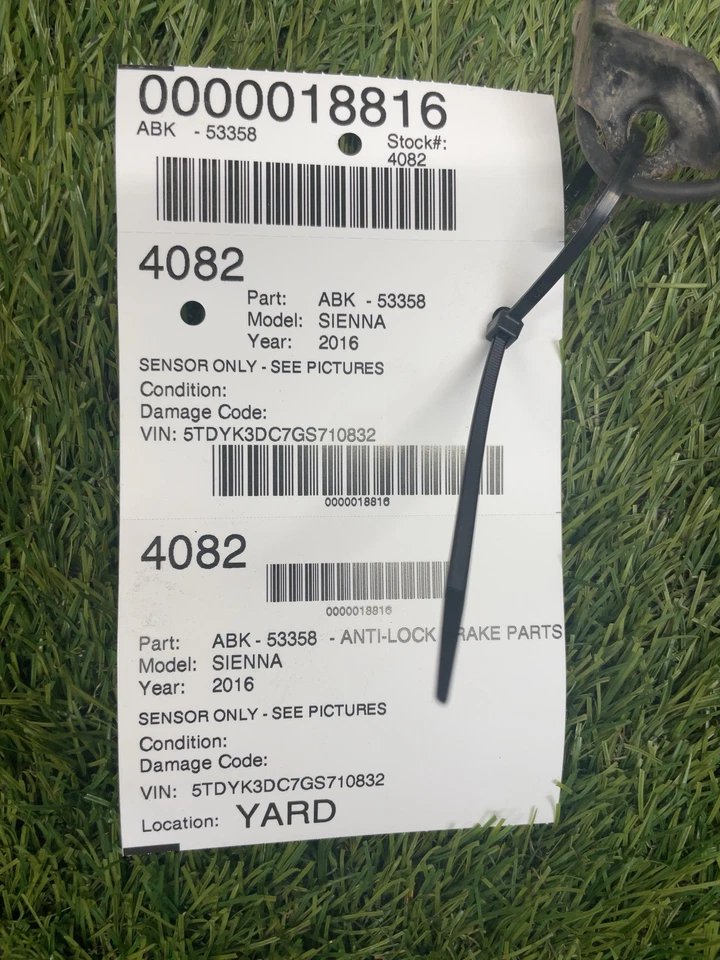 0000018816
ABK - 53358
Stock#:
4082
4082
Part: ABK - 53358
Model: SIENNA
Year: 2016
SENSOR ONLY - SEE PICTURES
Condition:
Damage Code:
VIN: 5TDYK3DC7GS710832
0000018816
4082
0000018816
Part: ABK - 53358 - ANTI-LOCK BRAKE PARTS
Model: SIENNA
Year: 2016
SENSOR ONLY - SEE PICTURES
Condition:
Damage Code:
VIN: 5TDYK3DC7GS710832
Location: YARD